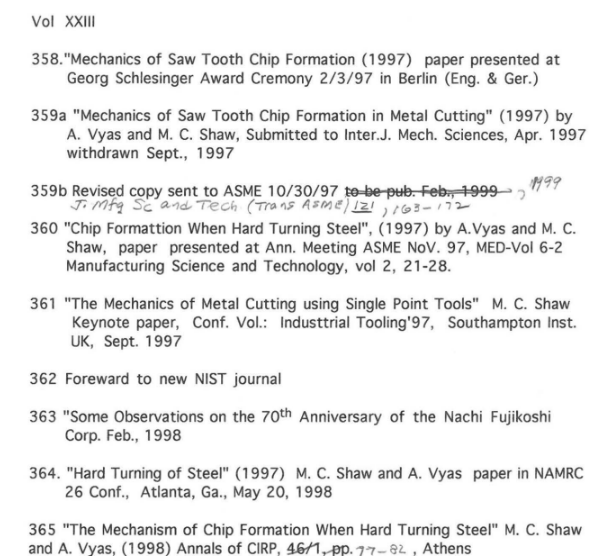 Vol XXIII
358."Mechanics of Saw Tooth Chip Formation (1997) paper presented at
Georg Schlesinger Award Cremony 2/3/97 in Berlin (Eng. & Ger.)
359a "Mechanics of Saw Tooth Chip Formation in Metal Cutting" (1997) by
A. Vyas and M. C. Shaw, Submitted to Inter.J. Mech. Sciences, Apr. 1997
withdrawn Sept., 1997
359b Revised copy sent to ASME 10/30/97 to be pub. Feb., 1999 , 1999
J. Mfg Sc and Tech (Trans ASME) 121, 163-172
360 "Chip Formattion When Hard Turning Steel", (1997) by A.Vyas and M. C.
Shaw, paper presented at Ann. Meeting ASME NoV. 97, MED-Vol 6-2
Manufacturing Science and Technology, vol 2, 21-28.
361 "The Mechanics of Metal Cutting using Single Point Tools" M. C. Shaw
Keynote paper, Conf. Vol.: Industtrial Tooling'97, Southampton Inst.
UK, Sept. 1997
362 Foreward to new NIST journal
363 "Some Observations on the 70th Anniversary of the Nachi Fujikoshi
Corp. Feb., 1998
364. "Hard Turning of Steel" (1997) M. C. Shaw and A. Vyas paper in NAMRC
26 Conf., Atlanta, Ga., May 20, 1998
365 "The Mechanism of Chip Formation When Hard Turning Steel" M. C. Shaw
and A. Vyas, (1998) Annals of CIRP, 46/1, pp. 77-82 , Athens